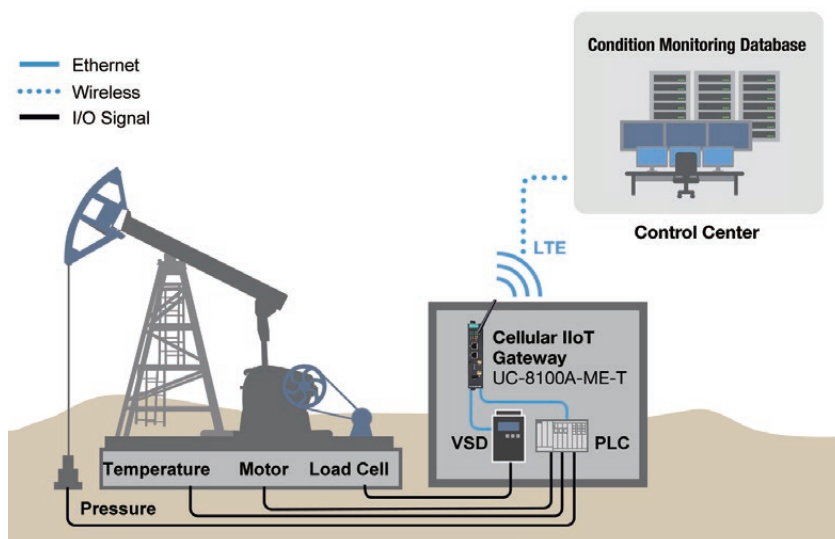 Condition Monitoring Database
Ethernet
Wireless
I/O Signal
Control Center
LTE
Cellular IIoT
Gateway
UC-8100A-ME-T
VSD
PLC
Temperature
Motor
Load Cell
Pressure